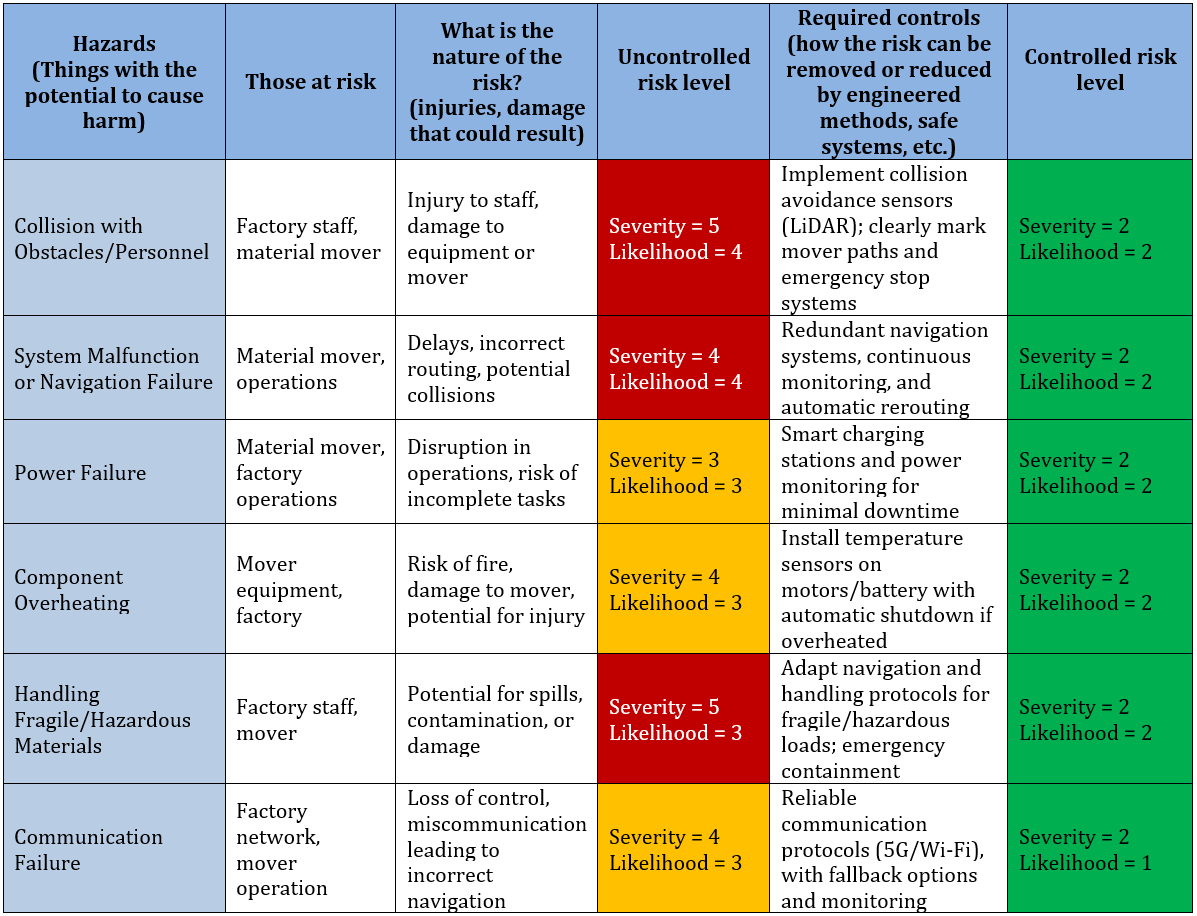 Hazards
(Things with the
potential to cause
harm)
Those at risk
What is the
nature of the
risk?
(injuries, damage
that could result)
Uncontrolled
risk level
Required controls
(how the risk can be
removed or reduced
by engineered
methods, safe
systems, etc.)
Controlled risk
level
Collision with
Obstacles/Personnel
Factory staff,
material mover
Injury to staff,
damage to
equipment or
mover
Severity = 5
Likelihood = 4
Implement collision
avoidance sensors
(LiDAR); clearly mark
mover paths and
emergency stop
systems
Severity = 2
Likelihood = 2
System Malfunction
or Navigation Failure
Material mover,
operations
Delays, incorrect
routing, potential
collisions
Severity = 4
Likelihood = 4
Redundant navigation
systems, continuous
monitoring, and
automatic rerouting
Severity = 2
Likelihood = 2
Power Failure
Material mover,
factory
operations
Disruption in
operations, risk of
incomplete tasks
Severity = 3
Likelihood = 3
Smart charging
stations and power
monitoring for
minimal downtime
Severity = 2
Likelihood = 2
Component
Overheating
Mover
equipment,
factory
Risk of fire,
damage to mover,
potential for injury
Severity = 4
Likelihood = 3
Install temperature
sensors on
motors/battery with
automatic shutdown if
overheated
Severity = 2
Likelihood = 2
Handling
Fragile/Hazardous
Materials
Factory staff,
mover
Potential for spills,
contamination, or
damage
Severity = 5
Likelihood = 3
Adapt navigation and
handling protocols for
fragile/hazardous
loads; emergency
containment
Severity = 2
Likelihood = 2
Communication
Failure
Factory
network,
mover
operation
Loss of control,
miscommunication
leading to
incorrect
navigation
Severity = 4
Likelihood = 3
Reliable
communication
protocols (5G/Wi-Fi),
with fallback options
and monitoring
Severity = 2
Likelihood = 1